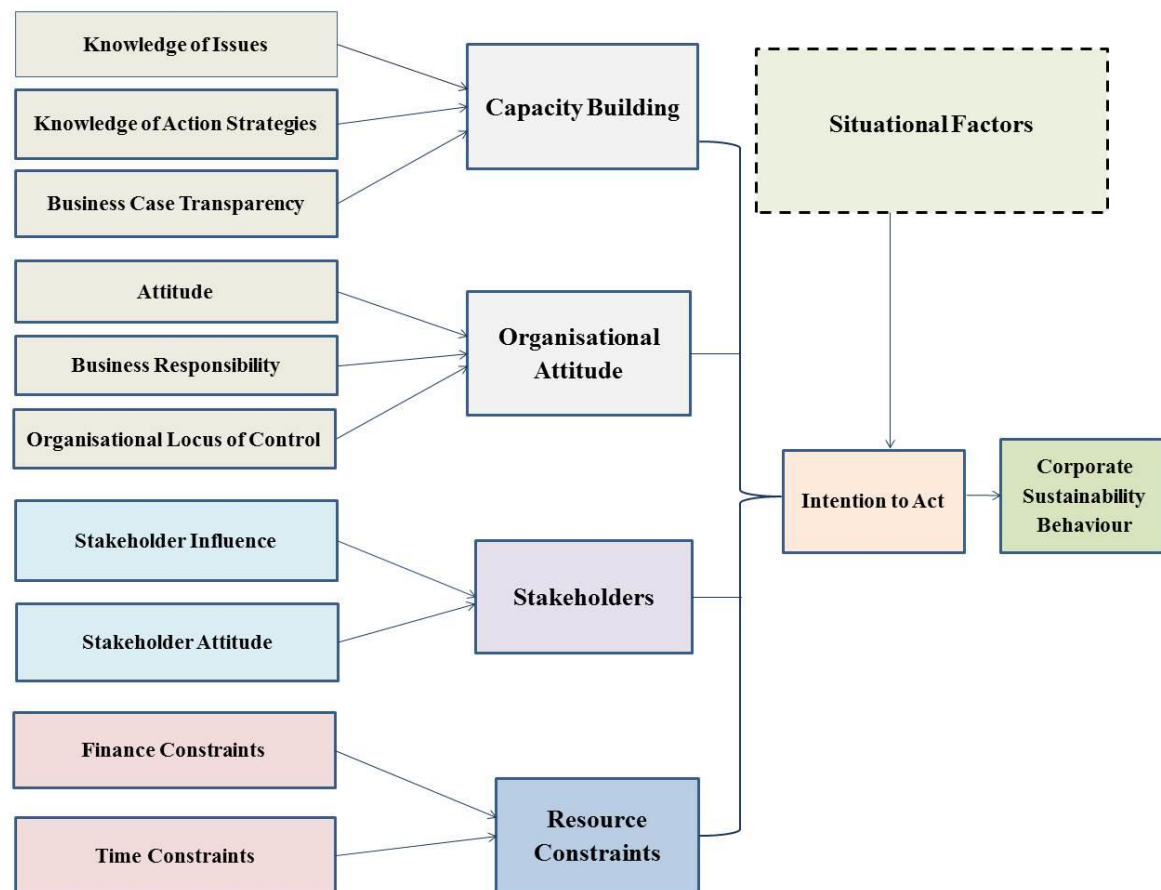 Knowledge of Issues
Knowledge of Action Strategies
Business Case Transparency
Attitude
Business Responsibility
Organisational Locus of Control
Stakeholder Influence
Stakeholder Attitude
Finance Constraints
Time Constraints
Capacity Building
Organisational
Attitude
Stakeholders
Resource
Constraints
Situational Factors
Intention to Act
Corporate
Sustainability
Behaviour